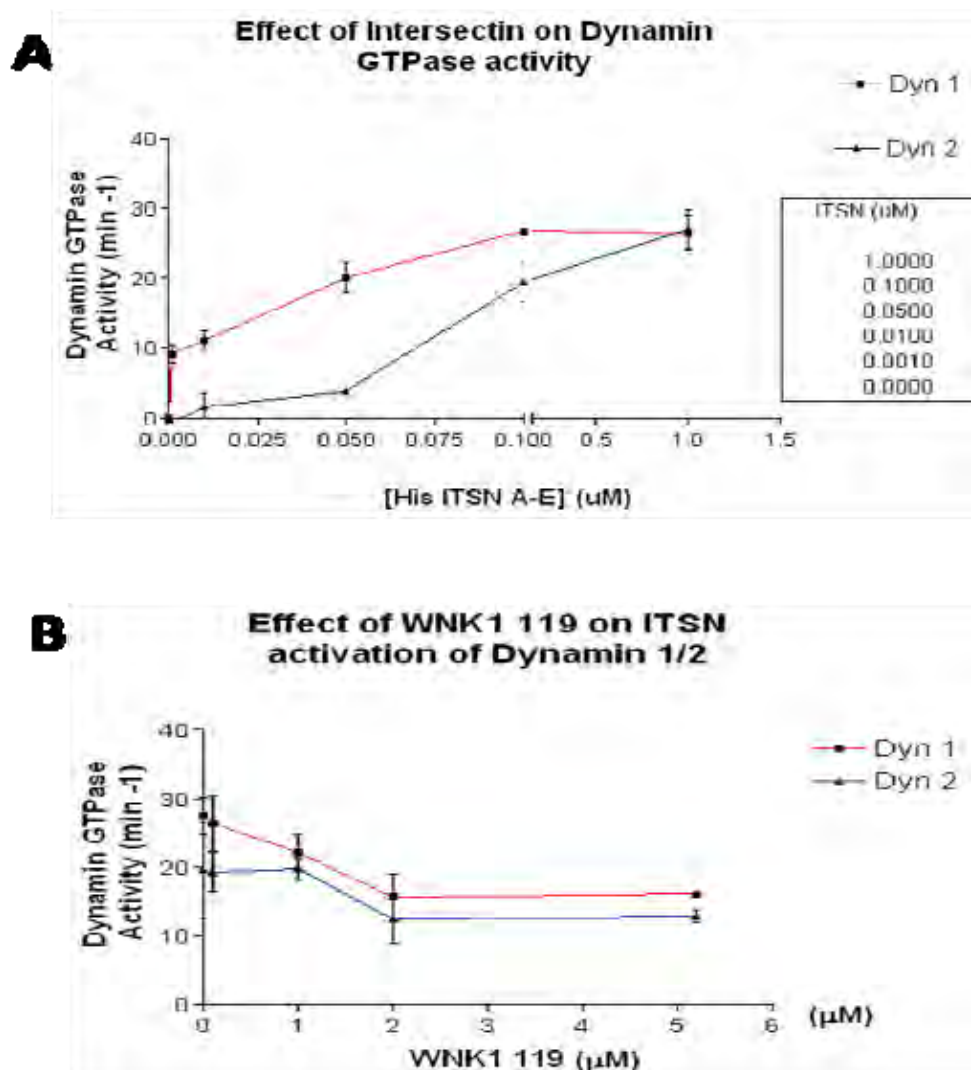 A
Effect of Intersectin on Dynamin
GTPase activity
Dyn 1
Dyn 2
Dynamin GTPase
Activity (min -1)
40
30
20
10
0
0.000 0.025 0.050 0.075 0.100 0.5 1.0 1.5
[His ITSN A-E] (uM)
ITSN (uM)
1.0000
0.1000
0.0500
0.0100
0.0010
0.0000
B
Effect of WNK1 119 on ITSN
activation of Dynamin 1/2
Dyn 1
Dyn 2
Dynamin GTPase
Activity (min -1)
40
30
20
10
0
0 1 2 3 4 5 6 (μM)
WNK1 119 (μM)